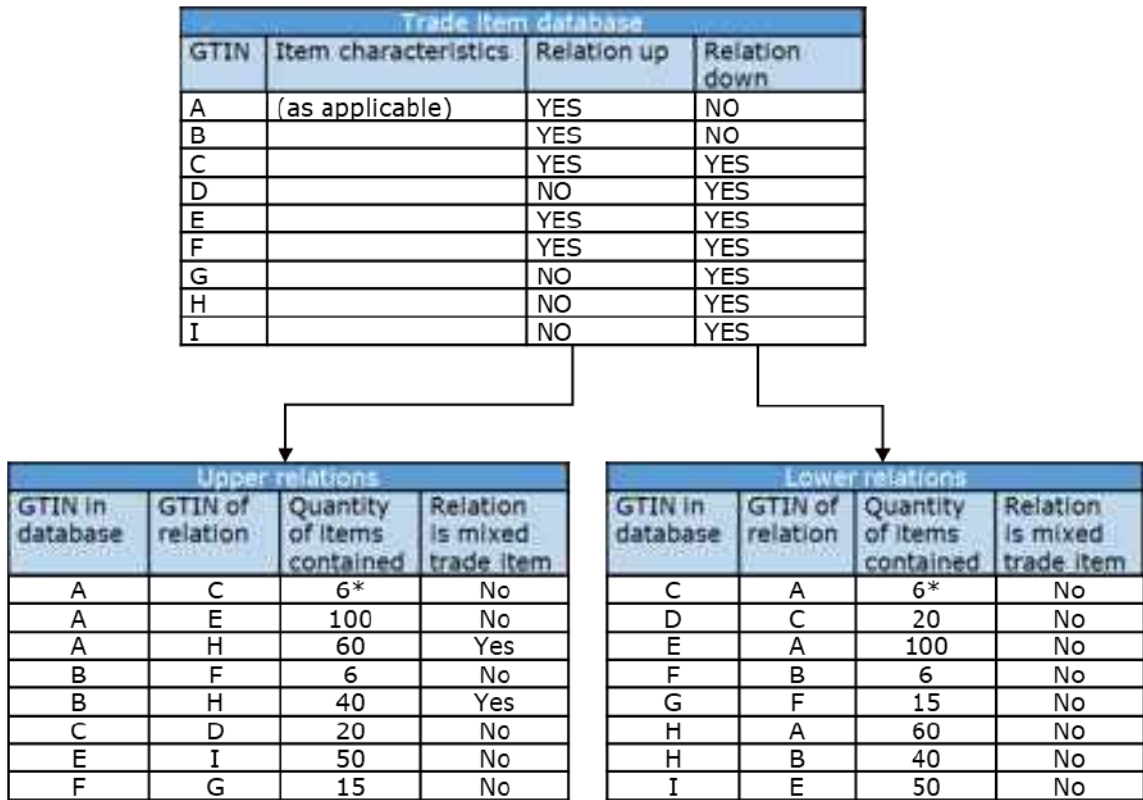 Trade item database
GTIN Item characteristics Relation up Relation down
A (as applicable) YES NO
B YES NO
C YES YES
D NO YES
E YES YES
F YES YES
G NO YES
H NO YES
I NO YES
Upper relations
GTIN in database GTIN of relation Quantity of items contained Relation is mixed trade item
A C 6* No
A E 100 No
A H 60 Yes
B F 6 No
B H 40 Yes
C D 20 No
E I 50 No
F G 15 No
Lower relations
GTIN in database GTIN of relation Quantity of items contained Relation is mixed trade item
C A 6* No
D C 20 No
E A 100 No
F B 6 No
G F 15 No
H A 60 No
H B 40 No
I E 50 No